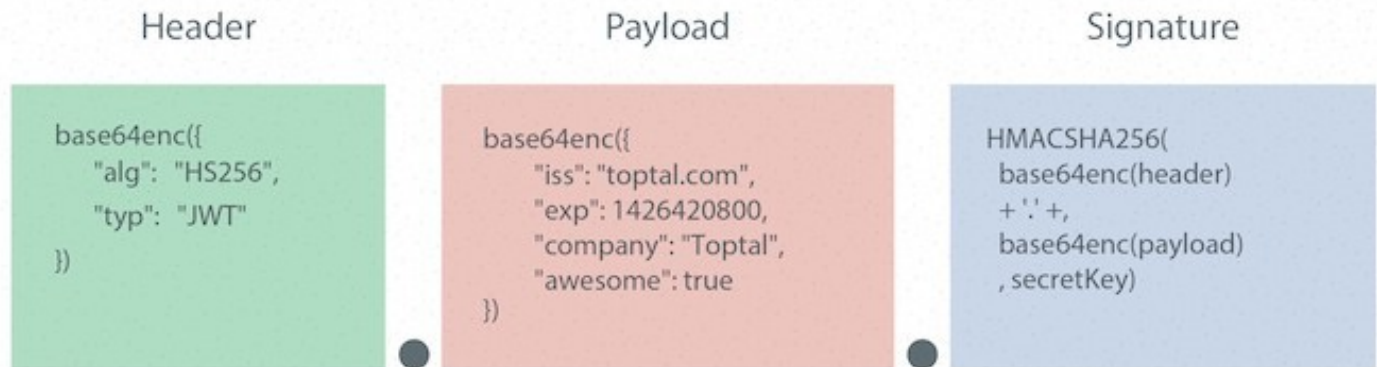 Header
base64enc({
"alg": "HS256",
"typ": "JWT"
})
Payload
base64enc({
"iss": "toptal.com",
"exp": 1426420800,
"company": "Toptal",
"awesome": true
})
Signature
HMACSHA256(
base64enc(header)
+ '.' +,
base64enc(payload)
, secretKey)